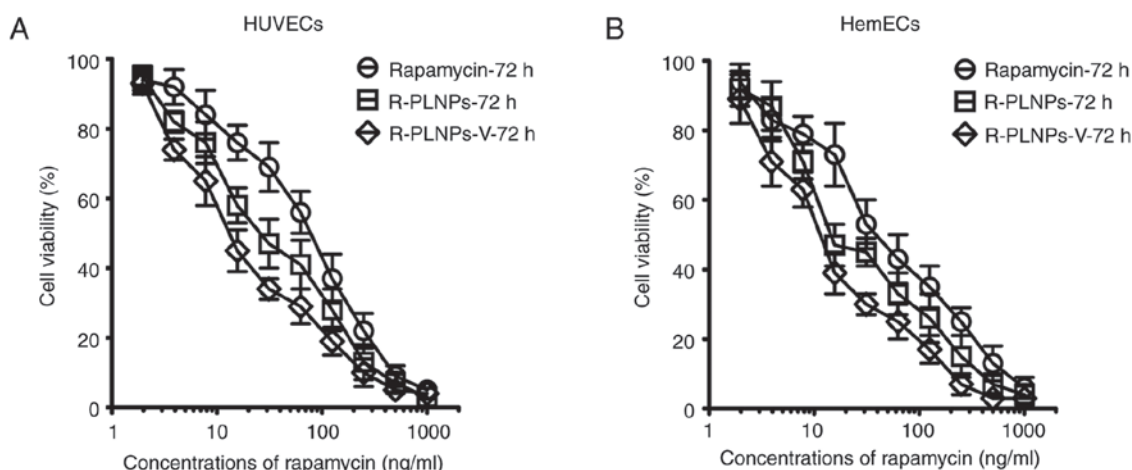 A
HUVECs
Rapamycin-72 h
R-PLNPs-72 h
R-PLNPs-V-72 h
Cell viability (%)
100
80
60
40
20
0
1
10
100
1000
Concentrations of rapamycin (ng/ml)
B
HemECs
Rapamycin-72 h
R-PLNPs-72 h
R-PLNPs-V-72 h
Cell viability (%)
100
80
60
40
20
0
1
10
100
1000
Concentrations of rapamycin (ng/ml)